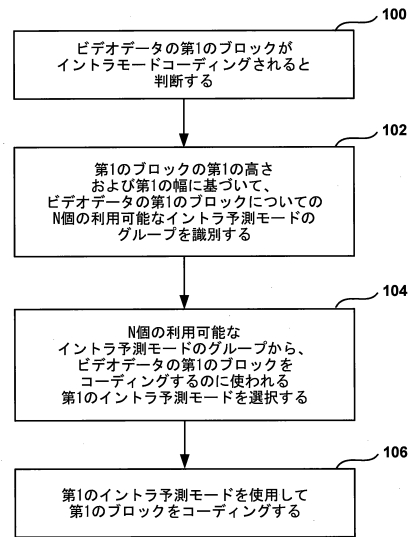 100
ビデオデータの第1のブロックが
イントラモードコーディングされると
判断する
102
第1のブロックの第1の高さ
および第1の幅に基づいて、
ビデオデータの第1のブロックについての
N個の利用可能なイントラ予測モードの
グループを識別する
104
N個の利用可能な
イントラ予測モードのグループから、
ビデオデータの第1のブロックを
コーディングするのに使われる
第1のイントラ予測モードを選択する
106
第1のイントラ予測モードを使用して
第1のブロックをコーディングする